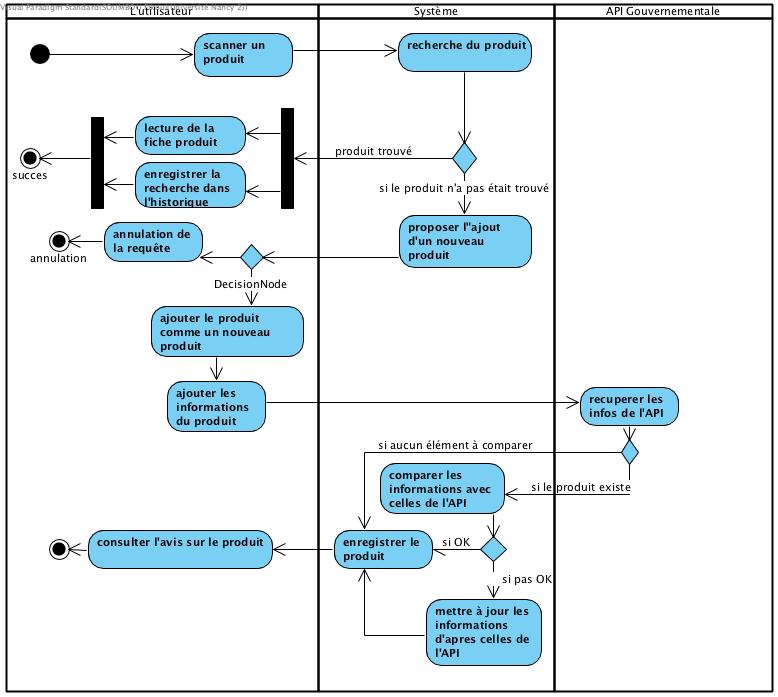 Visual Paradigm Standard(
Université Nancy 2))
L'utilisateur
Système
API Gouvernementale
scanner un
produit
recherche du produit
lecture de la
fiche produit
produit trouvé
enregistrer la
recherche dans
l'historique
succes
si le produit n'a pas était trouvé
annulation de
la requête
annulation
proposer l"ajout
d'un nouveau
produit
DecisionNode
ajouter le produit
comme un nouveau
produit
ajouter les
informations
du produit
recuperer les
infos de l'API
si aucun élément à comparer
comparer les
informations avec
celles de l'API
si le produit existe
consulter l'avis sur le produit
enregistrer le
produit
si OK
si pas OK
mettre à jour les
informations
d'apres celles de
l'API